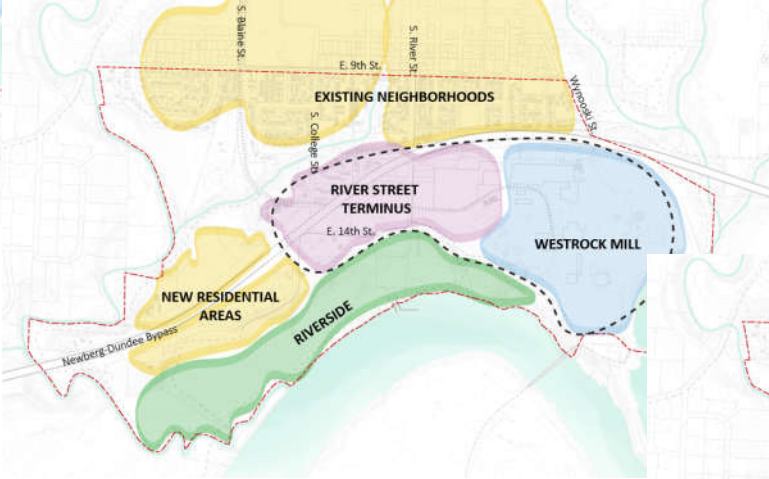 S. Blaine St.
S. River St.
E. 9th St.
Wynooski St.
EXISTING NEIGHBORHOODS
S. College St.
RIVER STREET
TERMINUS
E. 14th St.
WESTROCK MILL
NEW RESIDENTIAL
AREAS
RIVERSIDE
Newberg-Dundee Bypass